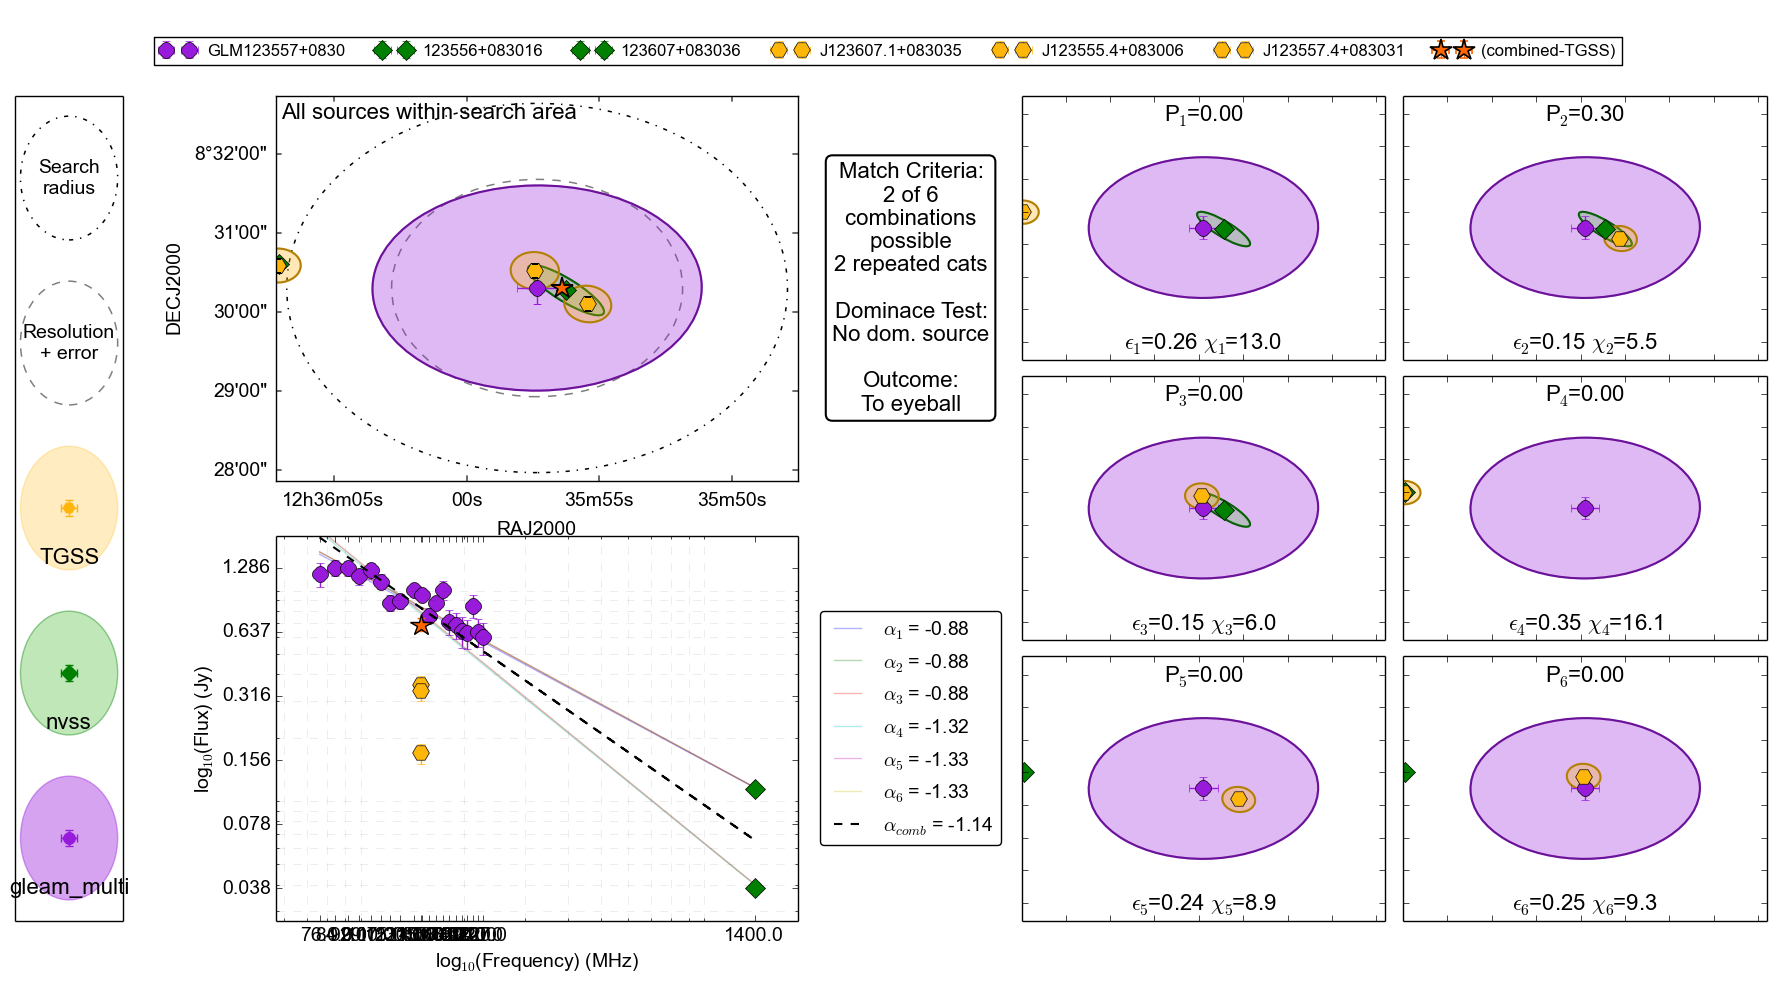 GLM123557+0830 123556+083016 123607+083036 J123607.1+083035 J123555.4+083006 J123557.4+083031 (combined-TGSS)
Search
radius
Resolution
+ error
TGSS
nvss
gleam_multi
All sources within search area
DECJ2000
8°32'00"
31'00"
30'00"
29'00"
28'00"
12h36m05s 00s 35m55s 35m50s
RAJ2000
Match Criteria:
2 of 6
combinations
possible
2 repeated cats
Dominace Test:
No dom. source
Outcome:
To eyeball
log10(Flux) (Jy)
1.286
0.637
0.316
0.156
0.078
0.038
1400.0
log10(Frequency) (MHz)
α1 = -0.88
α2 = -0.88
α3 = -0.88
α4 = -1.32
α5 = -1.33
α6 = -1.33
αcomb = -1.14
P1=0.00
ϵ1=0.26 χ1=13.0
P2=0.30
ϵ2=0.15 χ2=5.5
P3=0.00
ϵ3=0.15 χ3=6.0
P4=0.00
ϵ4=0.35 χ4=16.1
P5=0.00
ϵ5=0.24 χ5=8.9
P6=0.00
ϵ6=0.25 χ6=9.3